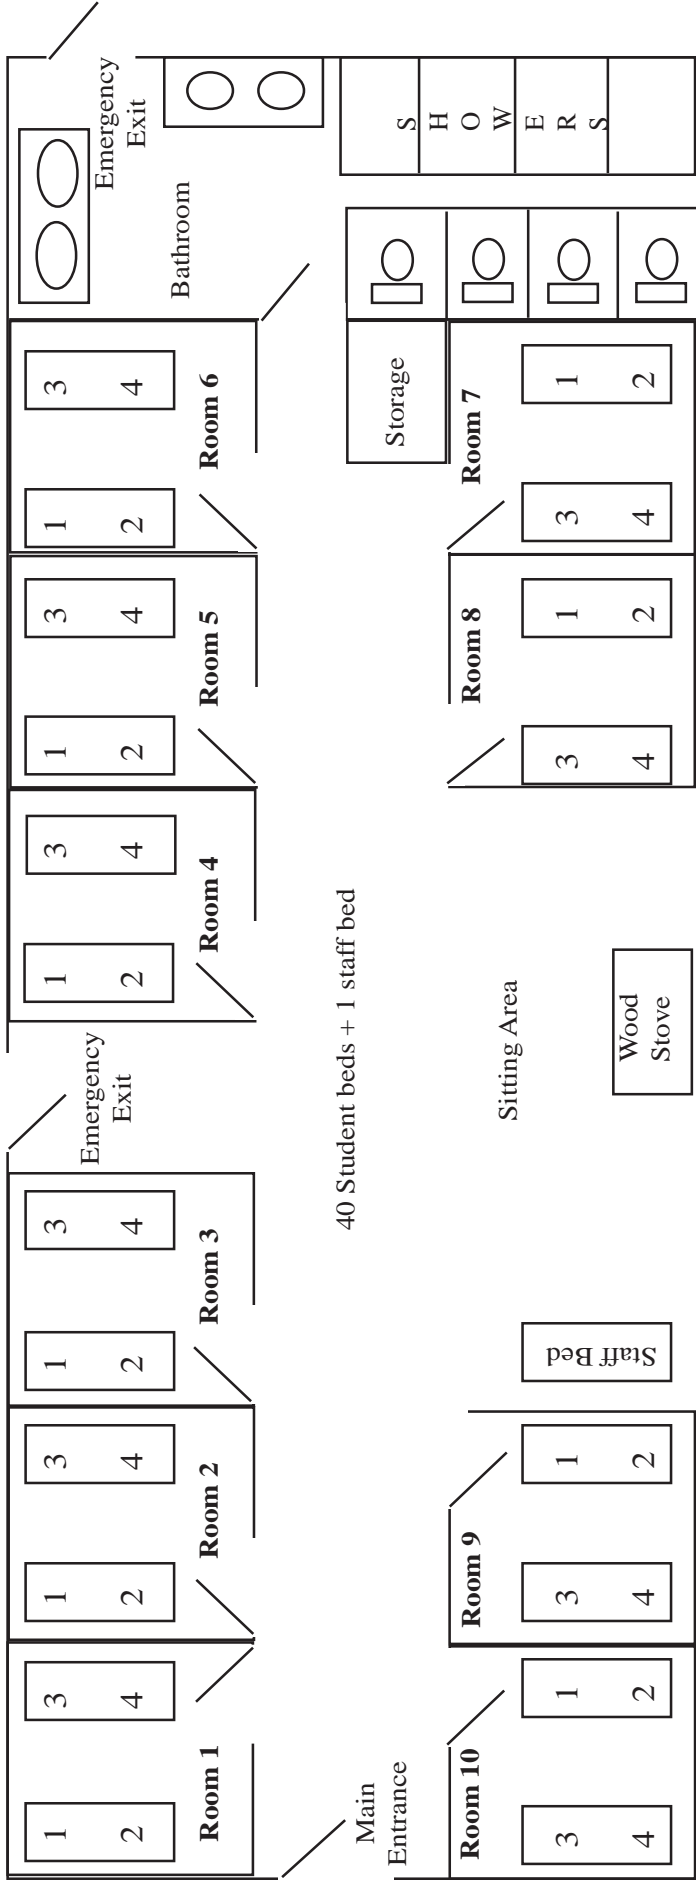 1
2
3
4
Room 1
1
2
3
4
Room 2
1
2
3
4
Room 3
Emergency
Exit
1
2
3
4
Room 4
1
2
3
4
Room 5
1
2
3
4
Room 6
Bathroom
Emergency
Exit
Main
Entrance
40 Student beds + 1 staff bed
Storage
SHOWERS
Room 10
3
4
1
2
Room 9
3
4
1
2
Staff Bed
Sitting Area
Wood
Stove
Room 8
3
4
1
2
Room 7
3
4
1
2